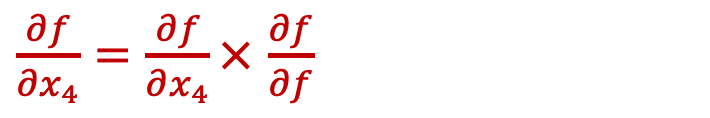 ∂f/∂x₄ = ∂f/∂x₄ × ∂f/∂f